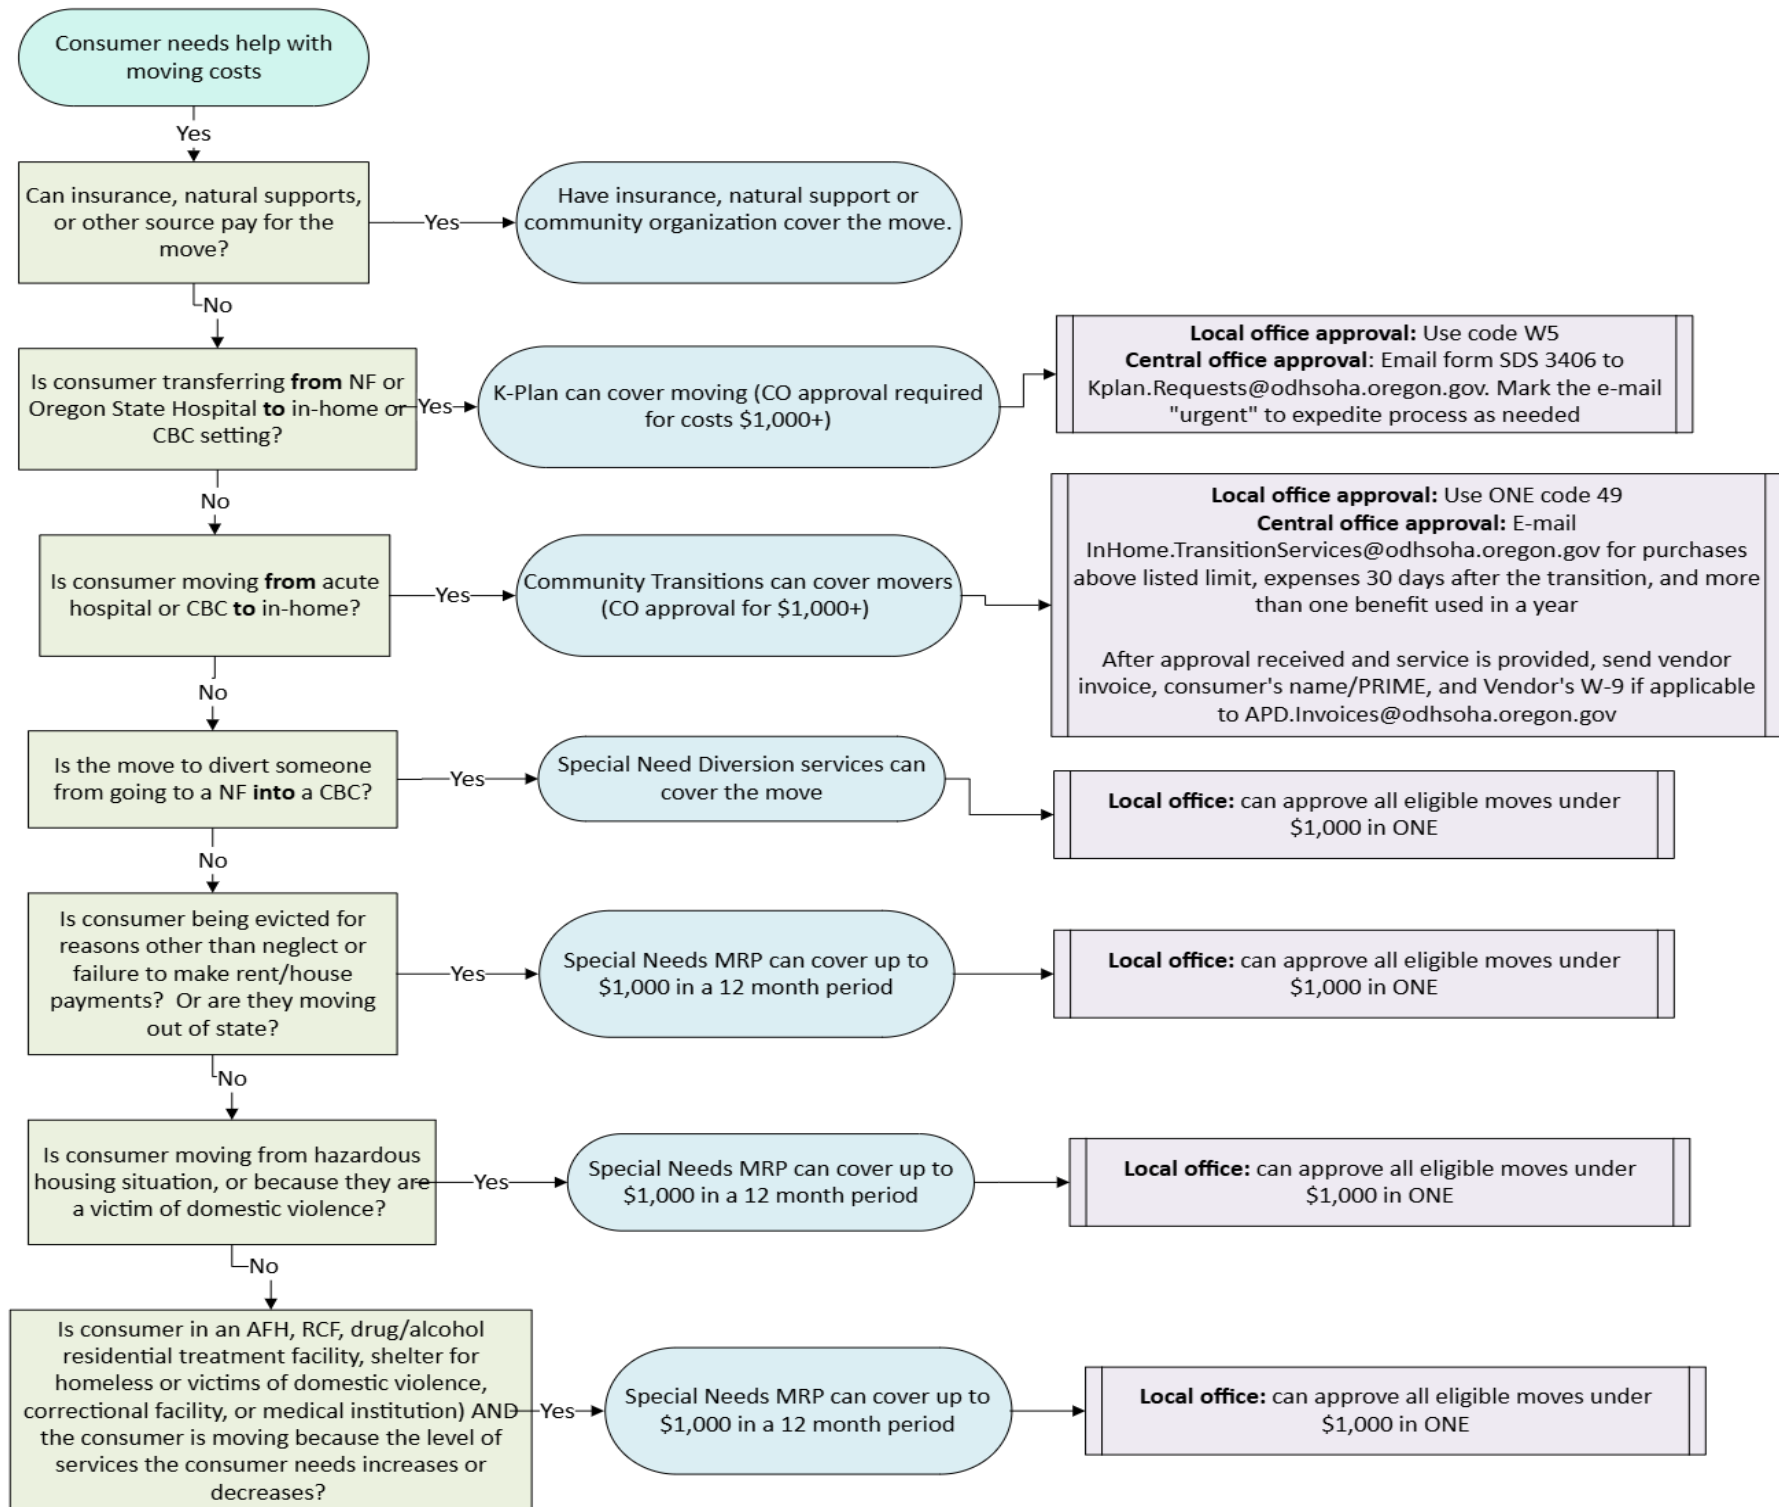 Consumer needs help with
moving costs
Yes
Can insurance, natural supports,
or other source pay for the
move?
Yes
Have insurance, natural support or
community organization cover the move.
No
Is consumer transferring from NF or
Oregon State Hospital to in-home or
CBC setting?
Yes
K-Plan can cover moving (CO approval required
for costs $1,000+)
Local office approval: Use code W5
Central office approval: Email form SDS 3406 to
Kplan.Requests@odhsoha.oregon.gov. Mark the e-mail
"urgent" to expedite process as needed
No
Is consumer moving from acute
hospital or CBC to in-home?
Yes
Community Transitions can cover movers
(CO approval for $1,000+)
Local office approval: Use ONE code 49
Central office approval: E-mail
InHome.TransitionServices@odhsoha.oregon.gov for purchases
above listed limit, expenses 30 days after the transition, and more
than one benefit used in a year
After approval received and service is provided, send vendor
invoice, consumer's name/PRIME, and Vendor's W-9 if applicable
to APD.Invoices@odhsoha.oregon.gov
No
Is the move to divert someone
from going to a NF into a CBC?
Yes
Special Need Diversion services can
cover the move
Local office: can approve all eligible moves under
$1,000 in ONE
No
Is consumer being evicted for
reasons other than neglect or
failure to make rent/house
payments? Or are they moving
out of state?
Yes
Special Needs MRP can cover up to
$1,000 in a 12 month period
Local office: can approve all eligible moves under
$1,000 in ONE
No
Is consumer moving from hazardous
housing situation, or because they are
a victim of domestic violence?
Yes
Special Needs MRP can cover up to
$1,000 in a 12 month period
Local office: can approve all eligible moves under
$1,000 in ONE
No
Is consumer in an AFH, RCF, drug/alcohol
residential treatment facility, shelter for
homeless or victims of domestic violence,
correctional facility, or medical institution) AND
the consumer is moving because the level of
services the consumer needs increases or
decreases?
Yes
Special Needs MRP can cover up to
$1,000 in a 12 month period
Local office: can approve all eligible moves under
$1,000 in ONE